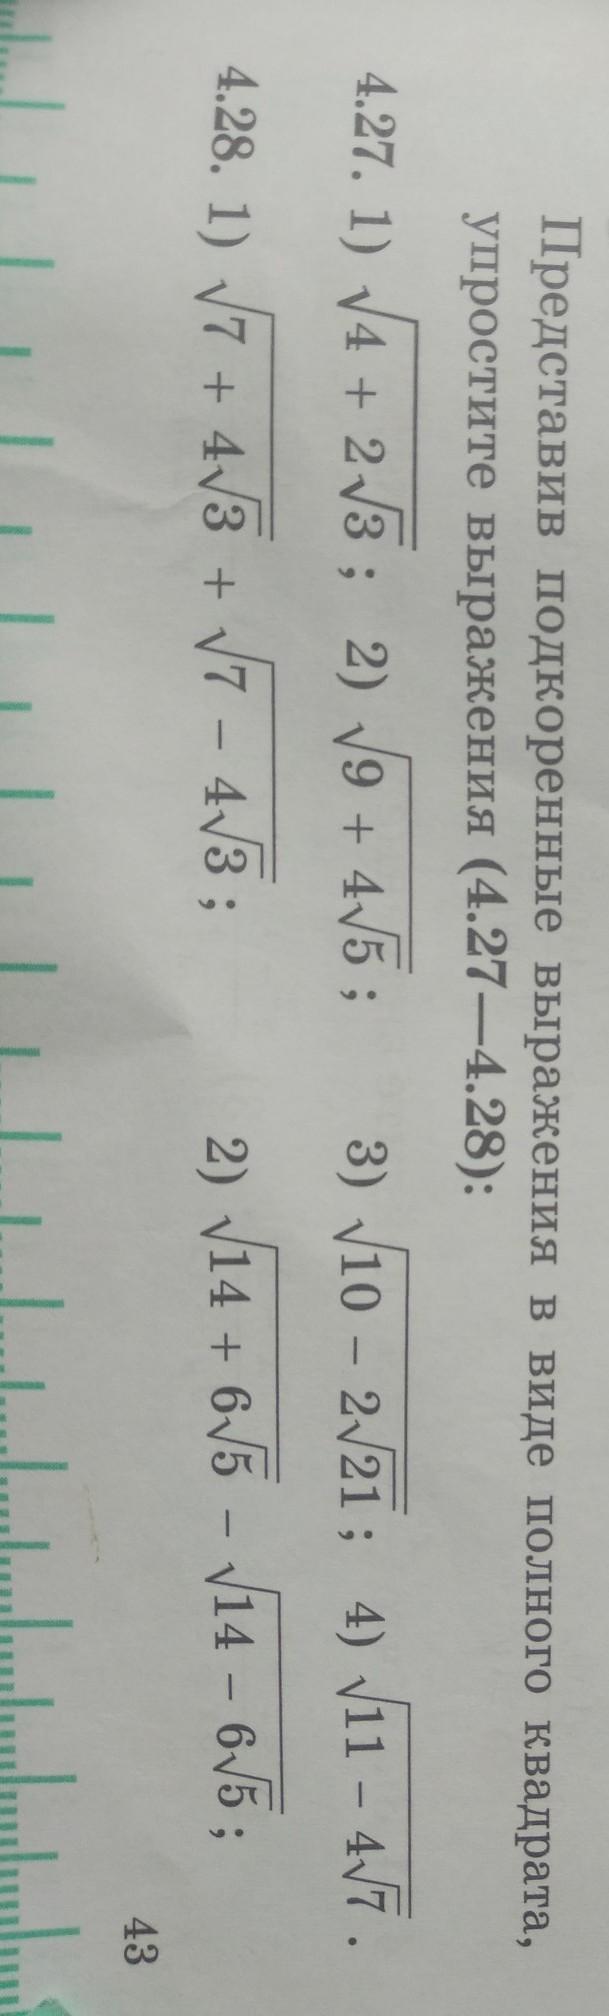 Представив подкоренные выражения в виде полного квадрата,
упростите выражения (4.27—4.28):
4.27. 1) √(4 + 2√3); 2) √(9 + 4√5); 3) √(10 − 2√21); 4) √(11 − 4√7).
4.28. 1) √(7 + 4√3) + √(7 − 4√3); 2) √(14 + 6√5) − √(14 − 6√5);
43